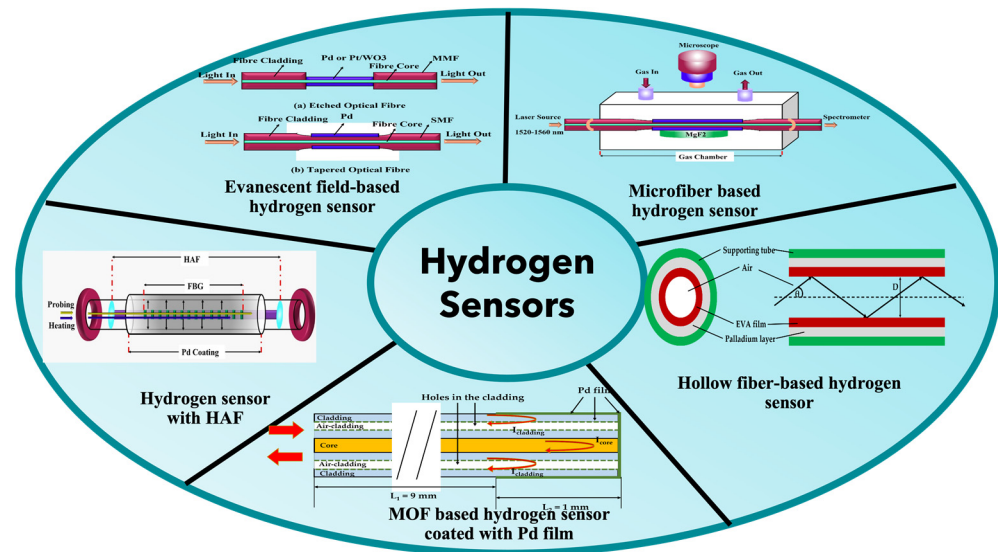 Pd or Pt/WO3
Fibre Cladding
Fibre Core
MMF
Light In
Light Out
(a) Etched Optical Fibre
Fibre Cladding
Pd
Fibre Core
SMF
Light In
Light Out
(b) Tapered Optical Fibre
Evanescent field-based
hydrogen sensor
Microscope
Gas In
Gas Out
Laser Source
1520-1560 nm
Spectrometer
MgF2
Gas Chamber
Microfiber based
hydrogen sensor
Hydrogen
Sensors
HAF
FBG
Probing
Heating
Pd Coating
Hydrogen sensor
with HAF
Supporting tube
Air
EVA film
Palladium layer
D
Hollow fiber-based hydrogen
sensor
Pd film
Holes in the cladding
Cladding
Air-cladding
Icladding
Core
Icore
Air-cladding
Cladding
Icladding
L1 = 9 mm
= 1 mm
MOF based hydrogen sensor
coated with Pd film